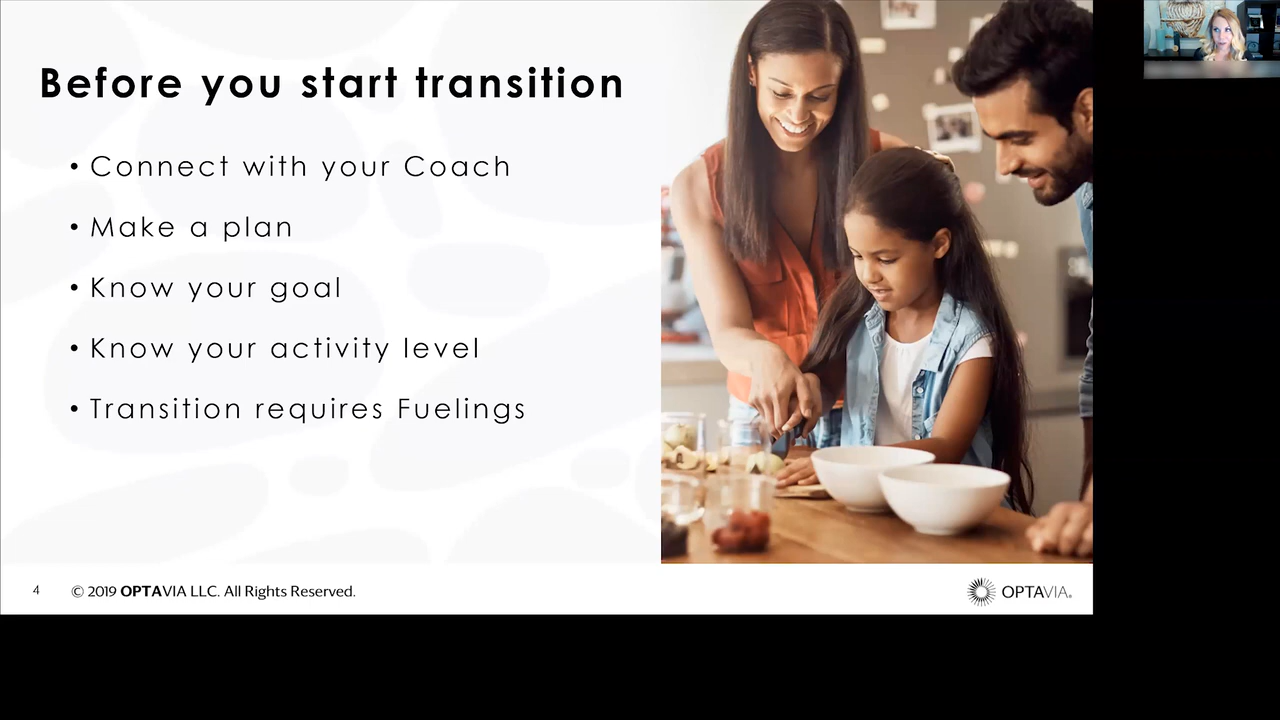 Before you start transition
• Connect with your Coach
• Make a plan
• Know your goal
• Know your activity level
• Transition requires Fuelings
4 © 2019 OPTAVIA LLC. All Rights Reserved.
OPTAVIA®